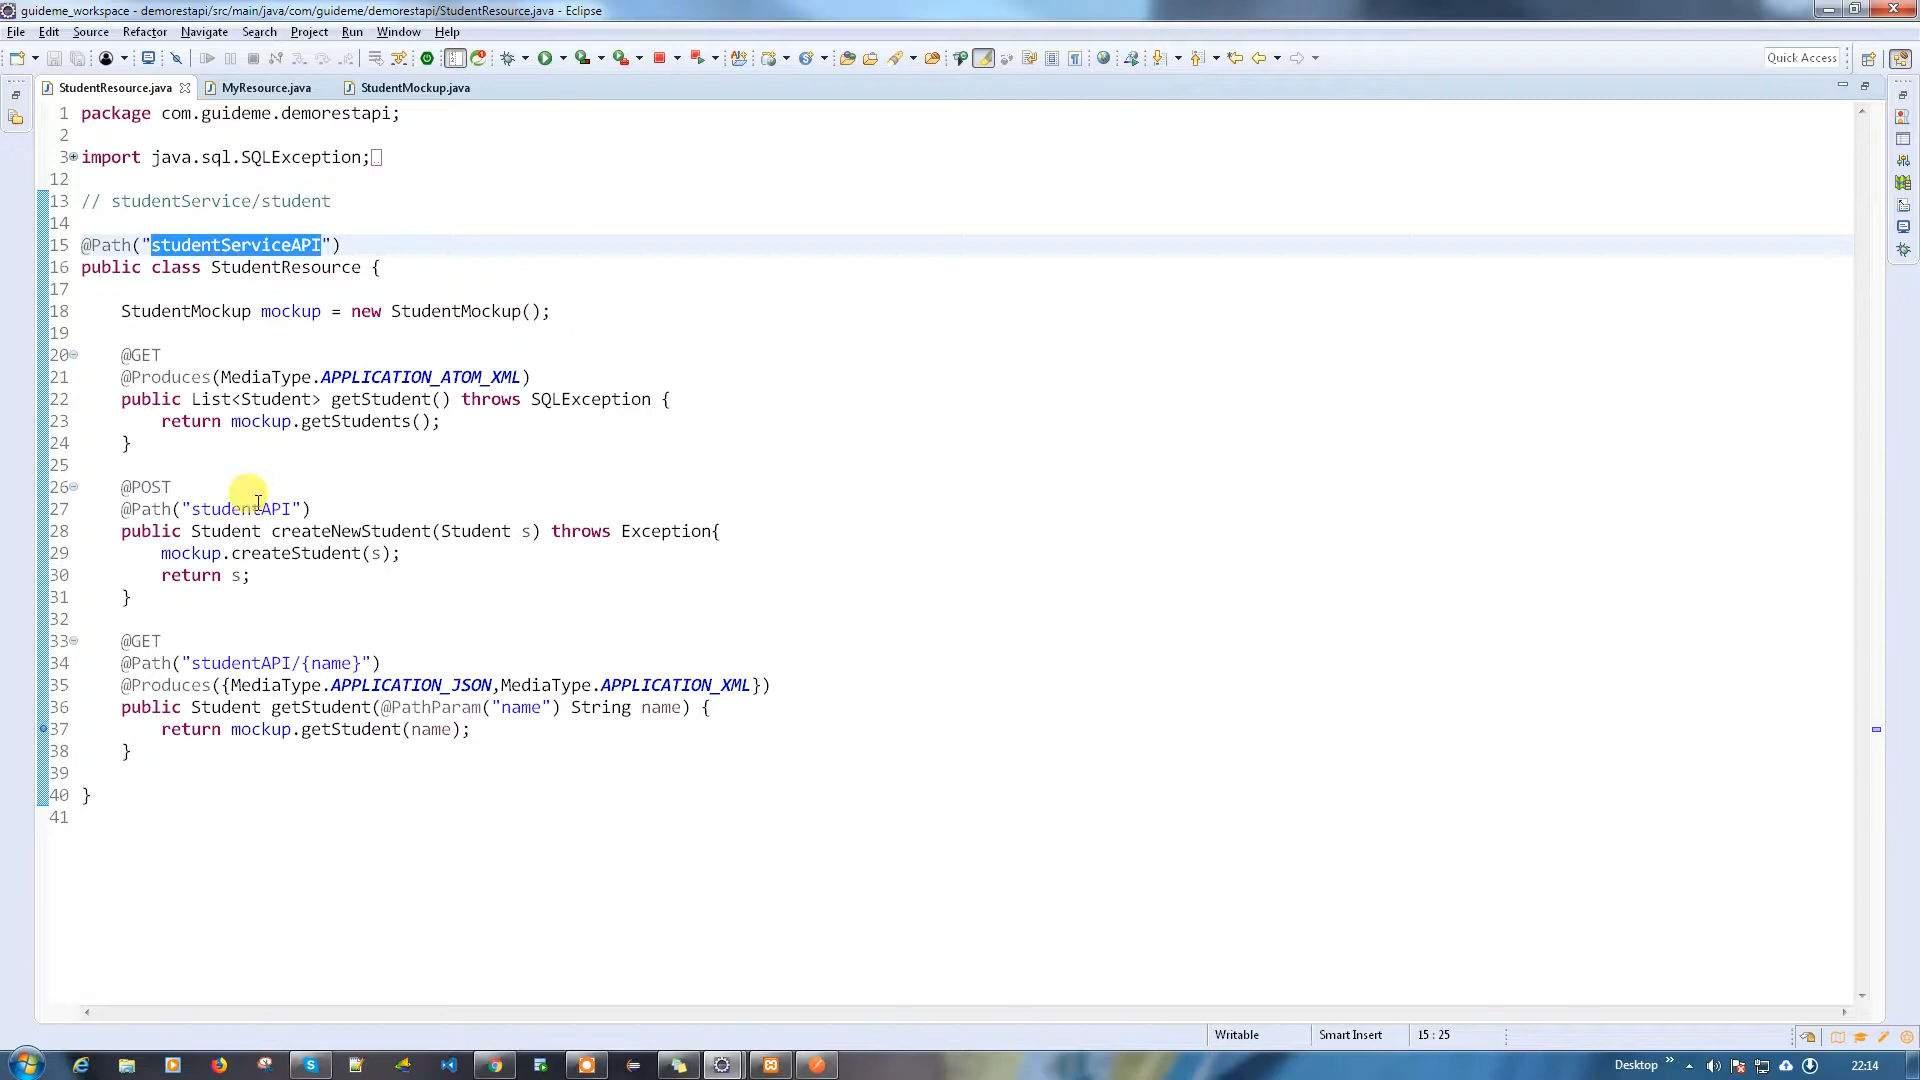 guideme_workspace - demorestapi/src/main/java/com/guideme/demorestapi/StudentResource.java - Eclipse
File Edit Source Refactor Navigate Search Project Run Window Help
Quick Access
StudentResource.java MyResource.java StudentMockup.java
1 package com.guideme.demorestapi;
2
3 import java.sql.SQLException;
12
13 // studentService/student
14
15 @Path("studentServiceAPI")
16 public class StudentResource {
17
18 StudentMockup mockup = new StudentMockup();
19
20 @GET
21 @Produces(MediaType.APPLICATION_ATOM_XML)
22 public List<Student> getStudent() throws SQLException {
23 return mockup.getStudents();
24 }
25
26 @POST
27 @Path("studentAPI")
28 public Student createNewStudent(Student s) throws Exception{
29 mockup.createStudent(s);
30 return s;
31 }
32
33 @GET
34 @Path("studentAPI/{name}")
35 @Produces({MediaType.APPLICATION_JSON,MediaType.APPLICATION_XML})
36 public Student getStudent(@PathParam("name") String name) {
37 return mockup.getStudent(name);
38 }
39
40 }
41
Writable Smart Insert 15 : 25
Desktop 22:14